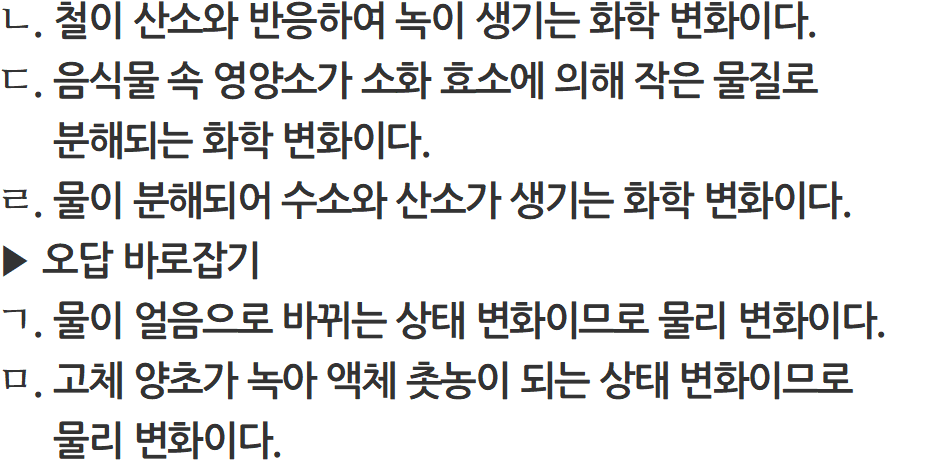 ㄴ. 철이 산소와 반응하여 녹이 생기는 화학 변화이다.
ㄷ. 음식물 속 영양소가 소화 효소에 의해 작은 물질로
분해되는 화학 변화이다.
ㄹ. 물이 분해되어 수소와 산소가 생기는 화학 변화이다.
▶ 오답 바로잡기
ㄱ. 물이 얼음으로 바뀌는 상태 변화이므로 물리 변화이다.
ㅁ. 고체 양초가 녹아 액체 촛농이 되는 상태 변화이므로
물리 변화이다.